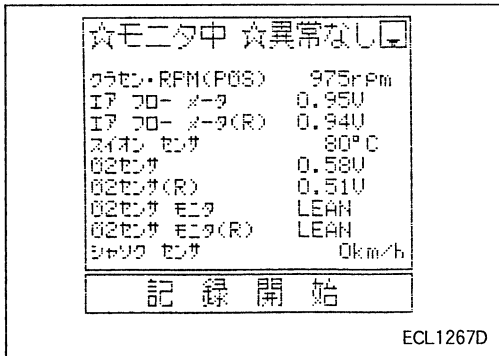 ☆モニタ中 ☆異常なし
クラセン・RPM(POS) 975rpm
エア フロー メータ 0.95V
エア フロー メータ(R) 0.94V
スイオン センサ 80°C
O2センサ 0.58V
O2センサ(R) 0.51V
O2センサ モニタ LEAN
O2センサ モニタ(R) LEAN
シャソク センサ 0km/h
記 録 開 始
ECL1267D